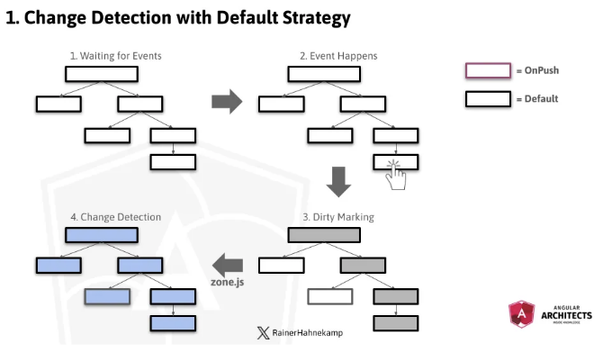 1. Change Detection with Default Strategy
1. Waiting for Events
2. Event Happens
= OnPush
= Default
4. Change Detection
3. Dirty Marking
zone.js
RainerHahnekamp
ANGULAR
ARCHITECTS